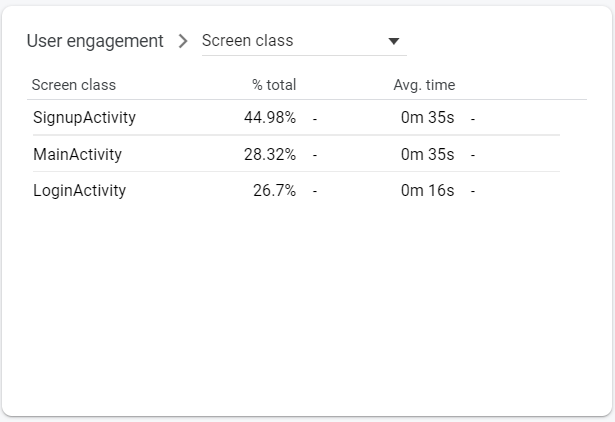 User engagement > Screen class
Screen class % total Avg. time
SignupActivity 44.98% - 0m 35s -
MainActivity 28.32% - 0m 35s -
LoginActivity 26.7% - 0m 16s -